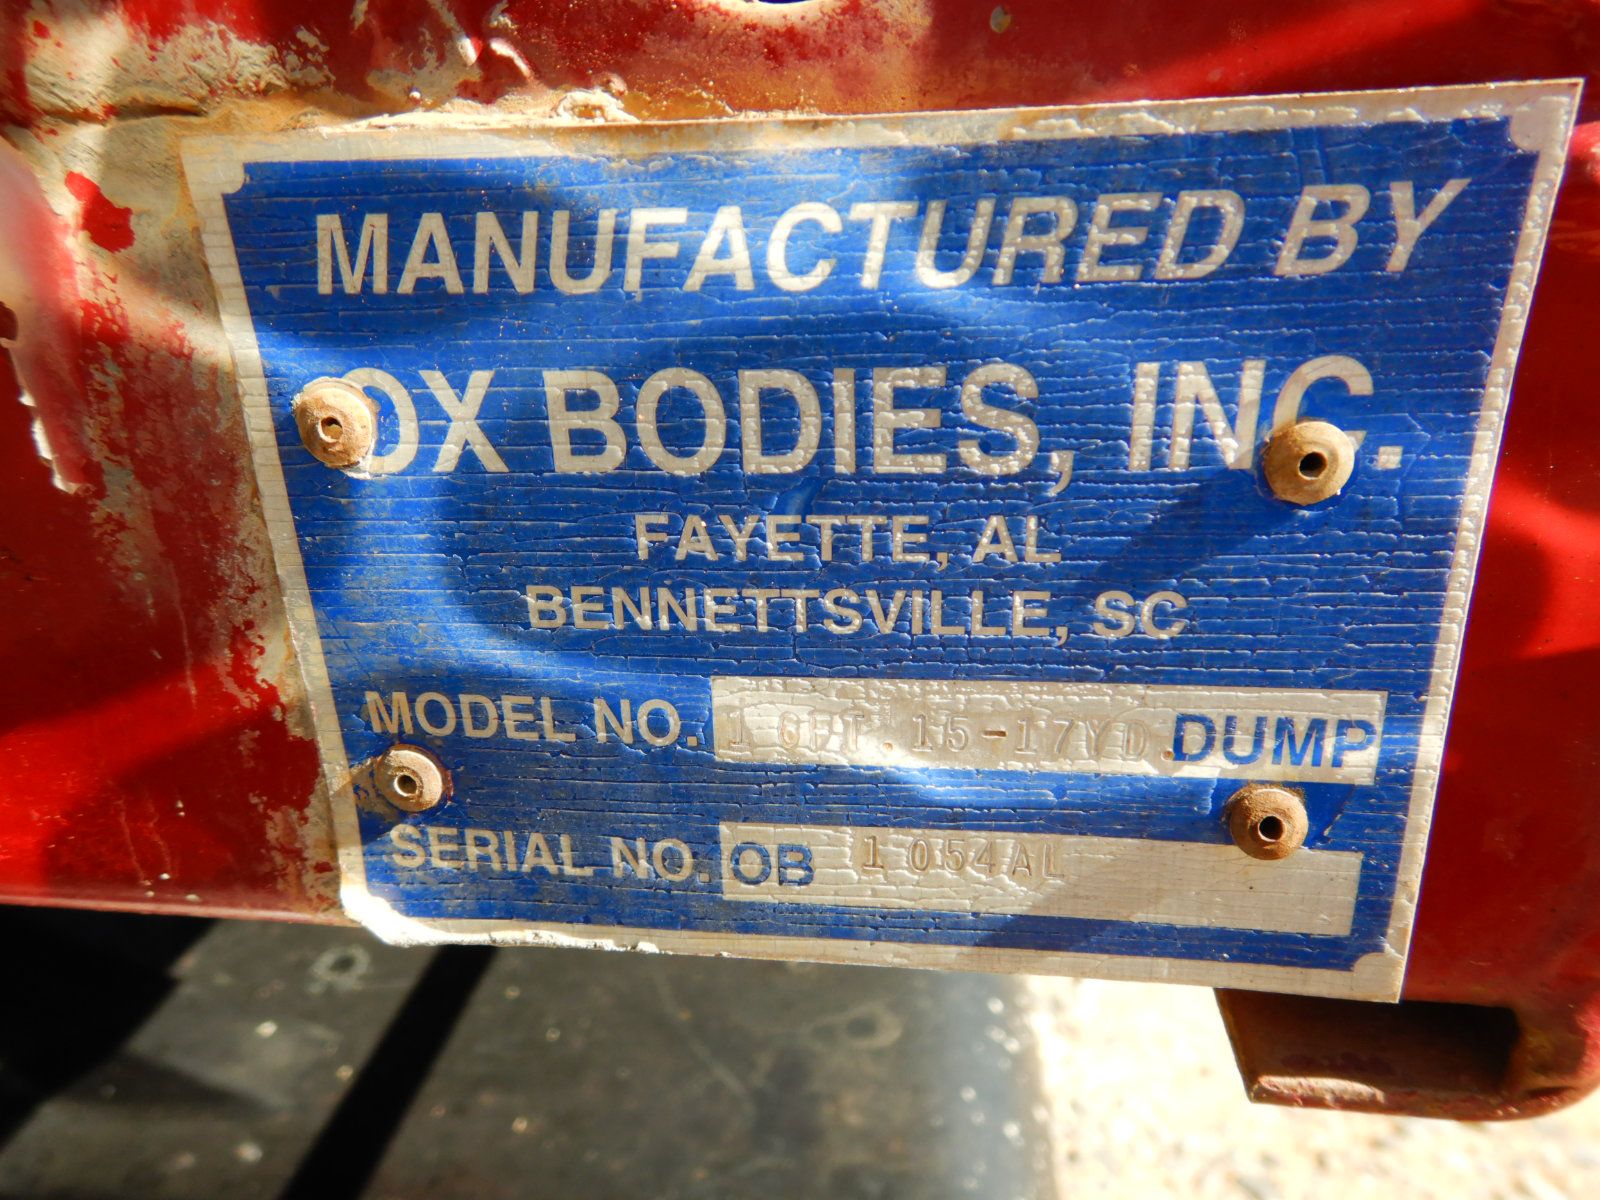 MANUFACTURED BY
OX BODIES, INC.
FAYETTE, AL
BENNETTSVILLE, SC
MODEL NO. 16FT. 15-17YD. DUMP
SERIAL NO. OB 1054AL